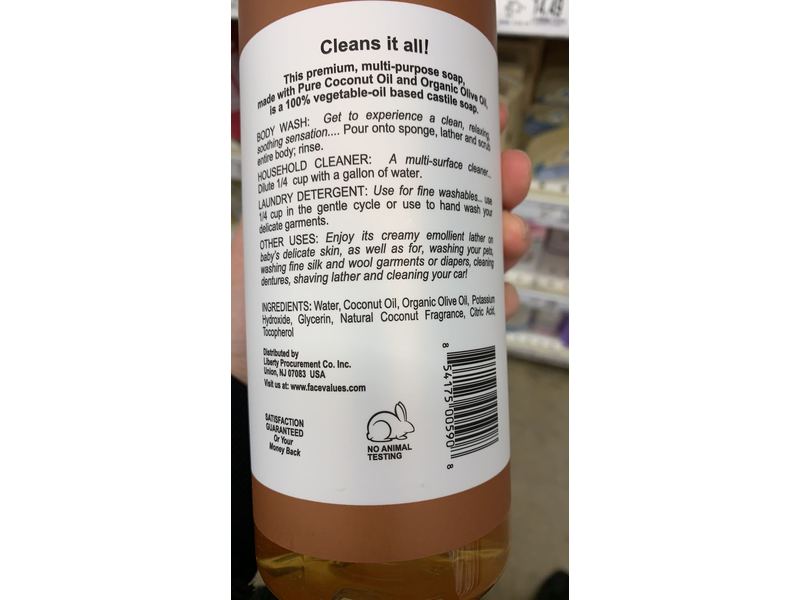 4.49
Cleans it all!
This premium, multi-purpose soap,
made with Pure Coconut Oil and Organic Olive Oil,
is a 100% vegetable-oil based castile soap.
BODY WASH: Get to experience a clean, relaxing,
soothing sensation.... Pour onto sponge, lather and scrub
entire body; rinse.
HOUSEHOLD CLEANER: A multi-surface cleaner...
Dilute 1/4 cup with a gallon of water.
LAUNDRY DETERGENT: Use for fine washables... use
1/4 cup in the gentle cycle or use to hand wash your
delicate garments.
OTHER USES: Enjoy its creamy emollient lather on
baby's delicate skin, as well as for, washing your pets,
washing fine silk and wool garments or diapers, cleaning
dentures, shaving lather and cleaning your car!
INGREDIENTS: Water, Coconut Oil, Organic Olive Oil, Potassium
Hydroxide, Glycerin, Natural Coconut Fragrance, Citric Acid,
Tocopherol
Distributed by
Liberty Procurement Co. Inc.
Union, NJ 07083 USA
Visit us at: www.facevalues.com
SATISFACTION
GUARANTEED
Or Your
Money Back
NO ANIMAL
TESTING
8 54175 00590 8